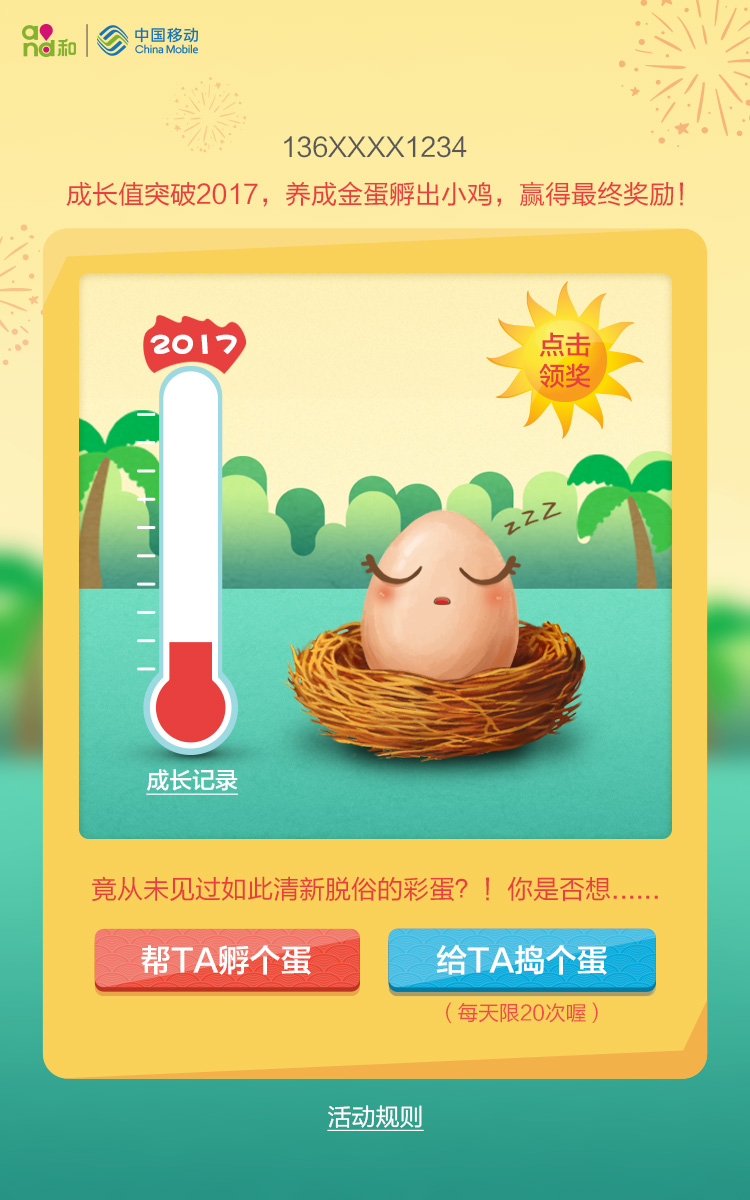 and和
中国移动
China Mobile
136XXXX1234
成长值突破2017，养成金蛋孵出小鸡，赢得最终奖励！
2017
点击
领奖
zzz
成长记录
竟从未见过如此清新脱俗的彩蛋？！你是否想……
帮TA孵个蛋
给TA捣个蛋
（每天限20次喔）
活动规则